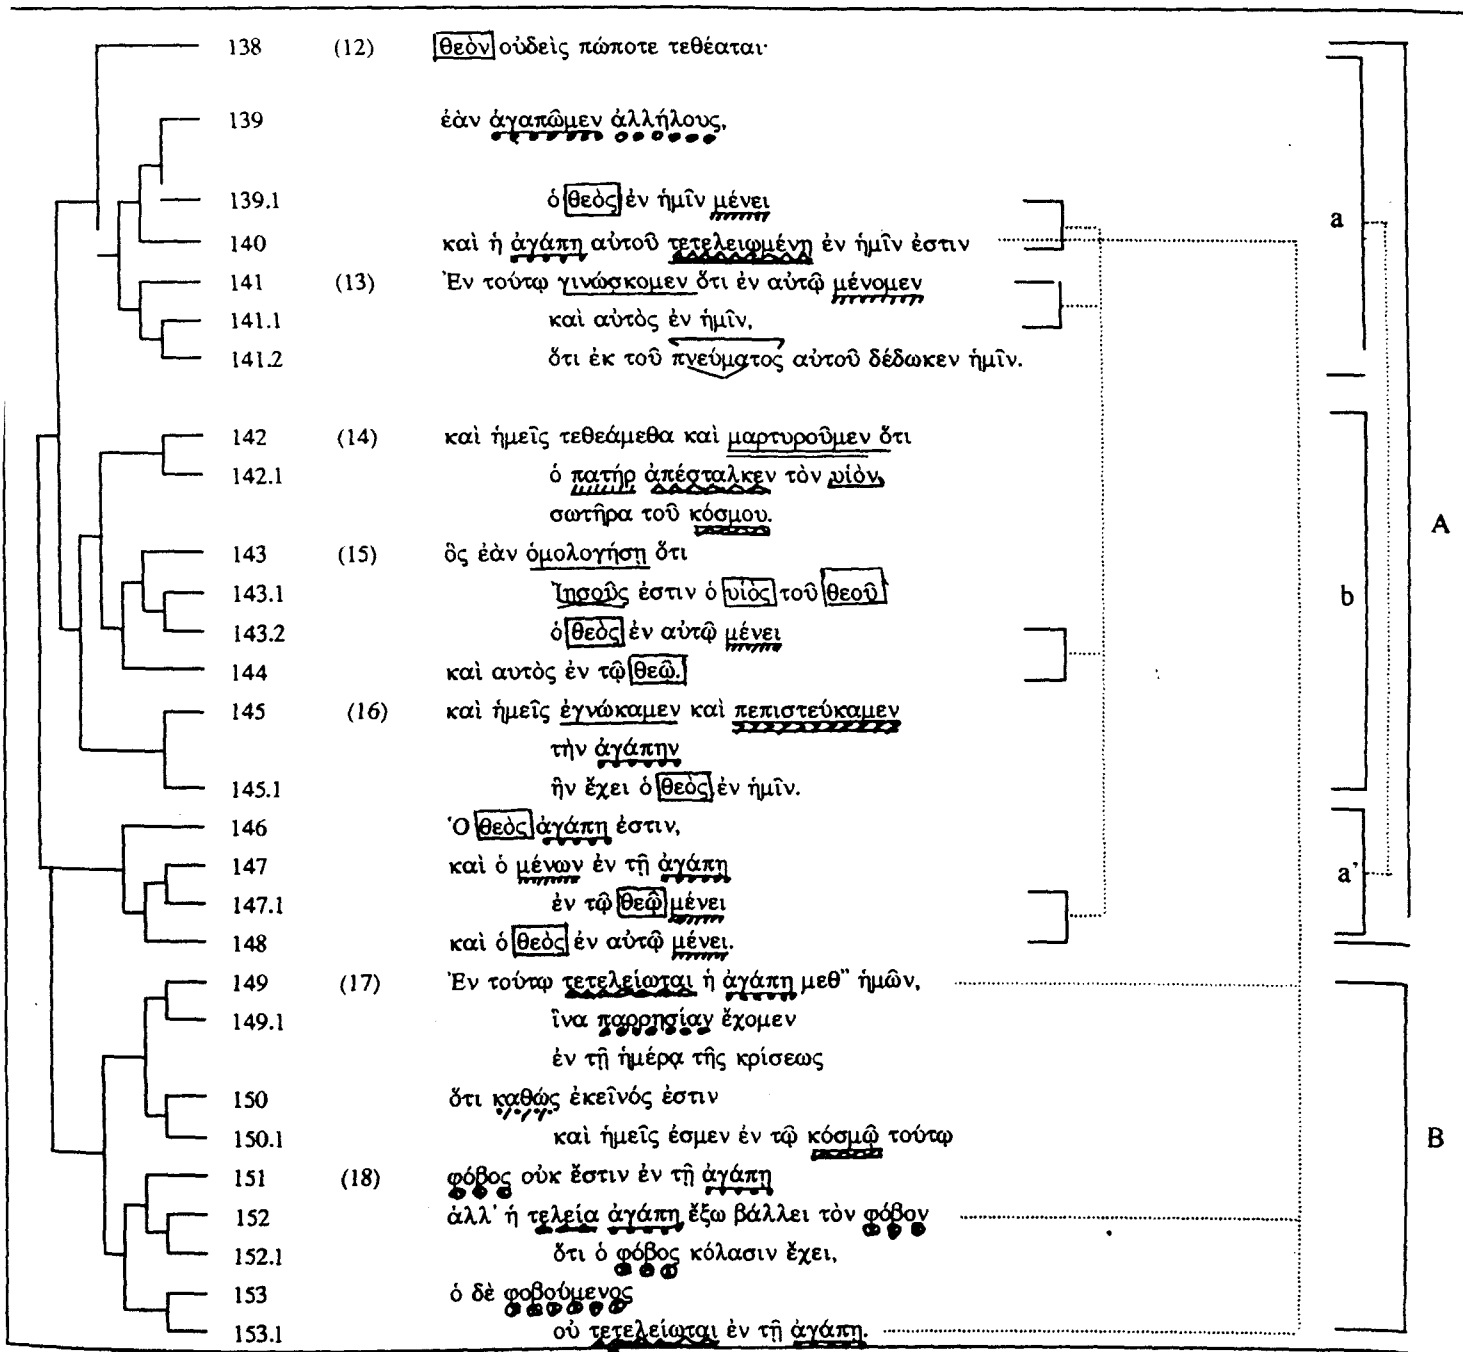 138 (12) θεὸν οὐδεὶς πώποτε τεθέαται·
139 ἐὰν ἀγαπῶμεν ἀλλήλους,
139.1 ὁ θεὸς ἐν ἡμῖν μένει
a
140 καὶ ἡ ἀγάπη αὐτοῦ τετελειωμένη ἐν ἡμῖν ἐστιν
141 (13) Ἐν τούτῳ γινώσκομεν ὅτι ἐν αὐτῷ μένομεν
141.1 καὶ αὐτὸς ἐν ἡμῖν,
141.2 ὅτι ἐκ τοῦ πνεύματος αὐτοῦ δέδωκεν ἡμῖν.
142 (14) καὶ ἡμεῖς τεθεάμεθα καὶ μαρτυροῦμεν ὅτι
142.1 ὁ πατήρ ἀπέσταλκεν τὸν υἱὸν
σωτῆρα τοῦ κόσμου.
A
143 (15) ὃς ἐὰν ὁμολογήσῃ ὅτι
143.1 Ἰησοῦς ἐστιν ὁ υἱὸς τοῦ θεοῦ
b
143.2 ὁ θεὸς ἐν αὐτῷ μένει
144 καὶ αυτὸς ἐν τῷ θεῷ.
145 (16) καὶ ἡμεῖς ἐγνώκαμεν καὶ πεπιστεύκαμεν
τὴν ἀγάπην
145.1 ἣν ἔχει ὁ θεὸς ἐν ἡμῖν.
146 Ὁ θεὸς ἀγάπη ἐστιν,
147 καὶ ὁ μένων ἐν τῇ ἀγάπῃ
a'
147.1 ἐν τῷ θεῷ μένει
148 καὶ ὁ θεὸς ἐν αὐτῷ μένει.
149 (17) Ἐν τούτῳ τετελείωται ἡ ἀγάπη μεθ" ἡμῶν,
149.1 ἵνα παρρησίαν ἔχομεν
ἐν τῇ ἡμέρᾳ τῆς κρίσεως
150 ὅτι καθώς ἐκεῖνός ἐστιν
150.1 καὶ ἡμεῖς ἐσμεν ἐν τῷ κόσμῷ τούτῳ
B
151 (18) φόβος οὐκ ἔστιν ἐν τῇ ἀγάπῃ
152 ἀλλ' ἡ τελεία ἀγάπη ἔξω βάλλει τὸν φόβον
152.1 ὅτι ὁ φόβος κόλασιν ἔχει,
153 ὁ δὲ φοβούμενος
153.1 οὐ τετελείωται ἐν τῇ ἀγάπῃ.